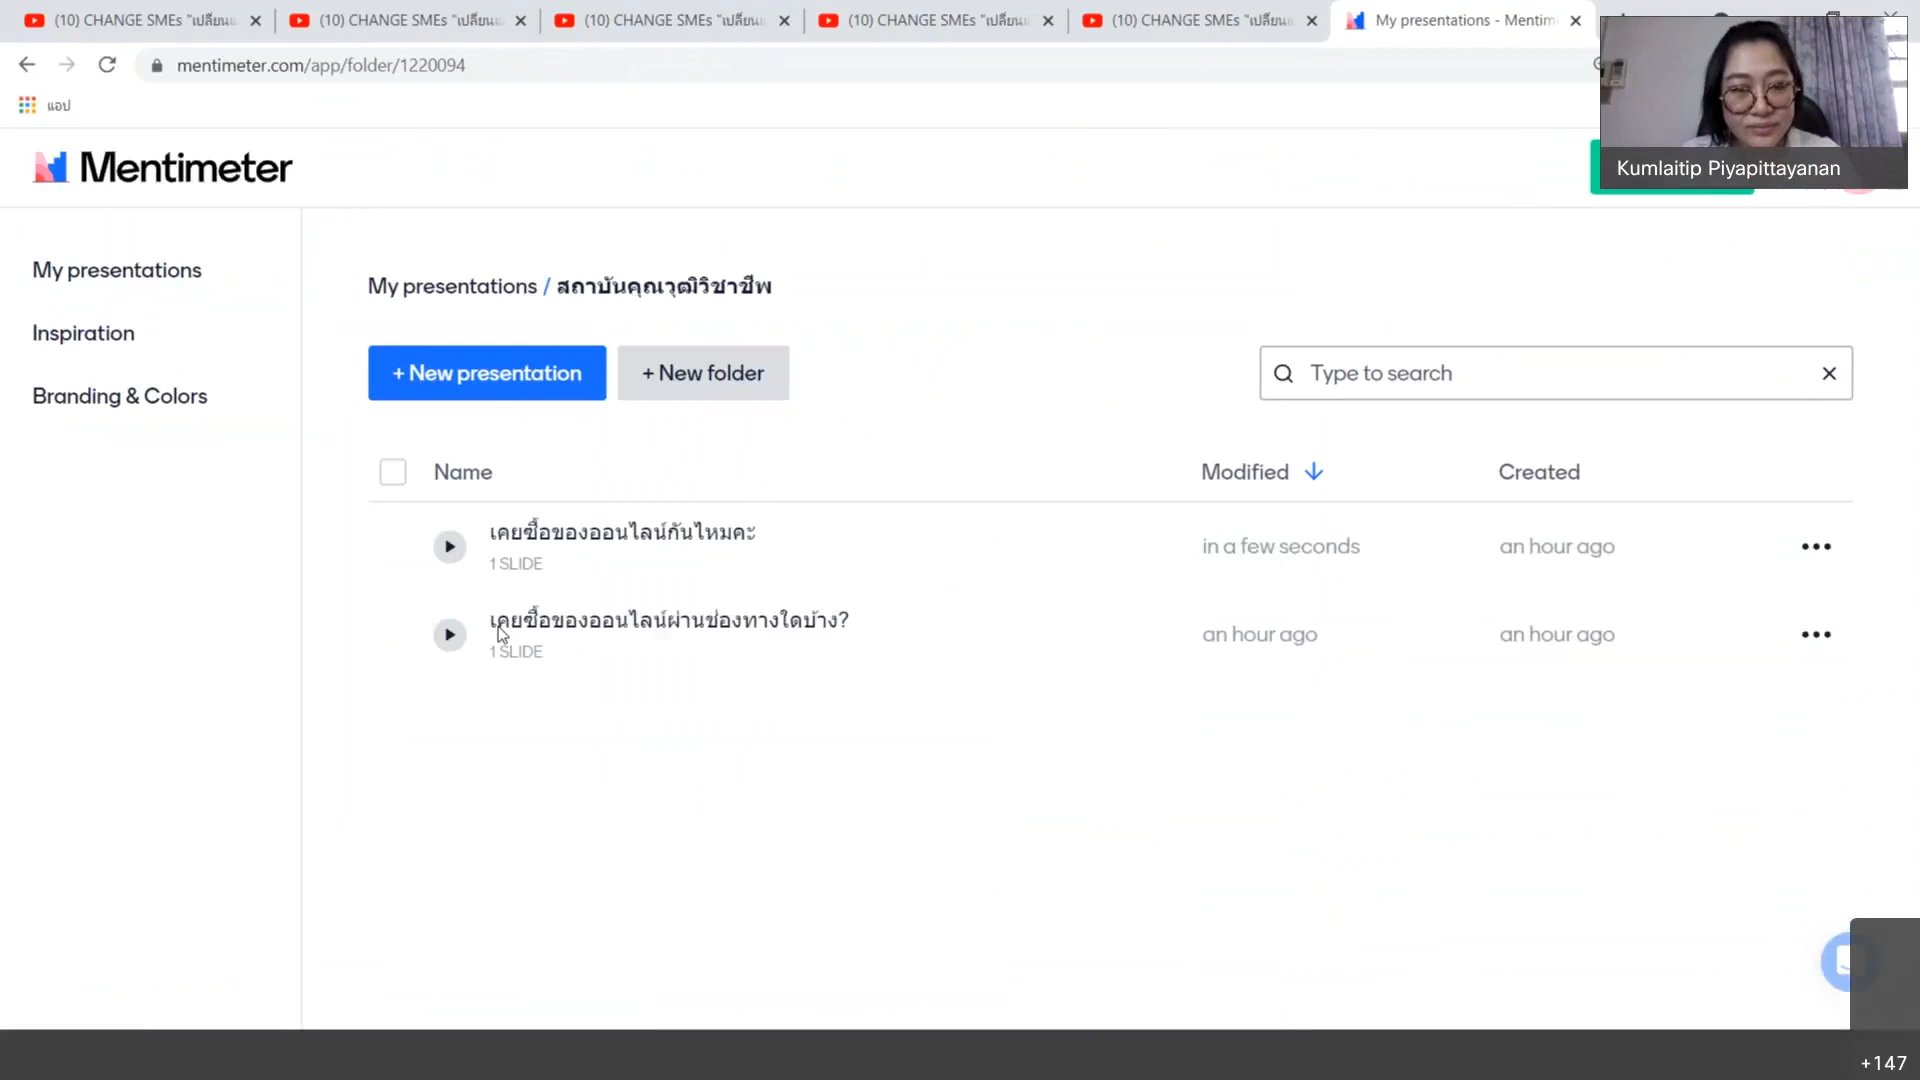 (10) CHANGE SMEs "เปลี่ยน
(10) CHANGE SMEs "เปลี่ยน
(10) CHANGE SMEs "เปลี่ยน
(10) CHANGE SMEs "เปลี่ยน
(10) CHANGE SMEs "เปลี่ยน
My presentations - Mentim
mentimeter.com/app/folder/1220094
แอป
Mentimeter
Kumlaitip Piyapittayanan
My presentations
Inspiration
Branding & Colors
My presentations / สถาบันคุณวุฒิวิชาชีพ
+ New presentation
+ New folder
Type to search
Name
Modified
Created
เคยซื้อของออนไลน์กันไหมคะ
1 SLIDE
in a few seconds
an hour ago
เคยซื้อของออนไลน์ผ่านช่องทางใดบ้าง?
1 SLIDE
an hour ago
an hour ago
+147